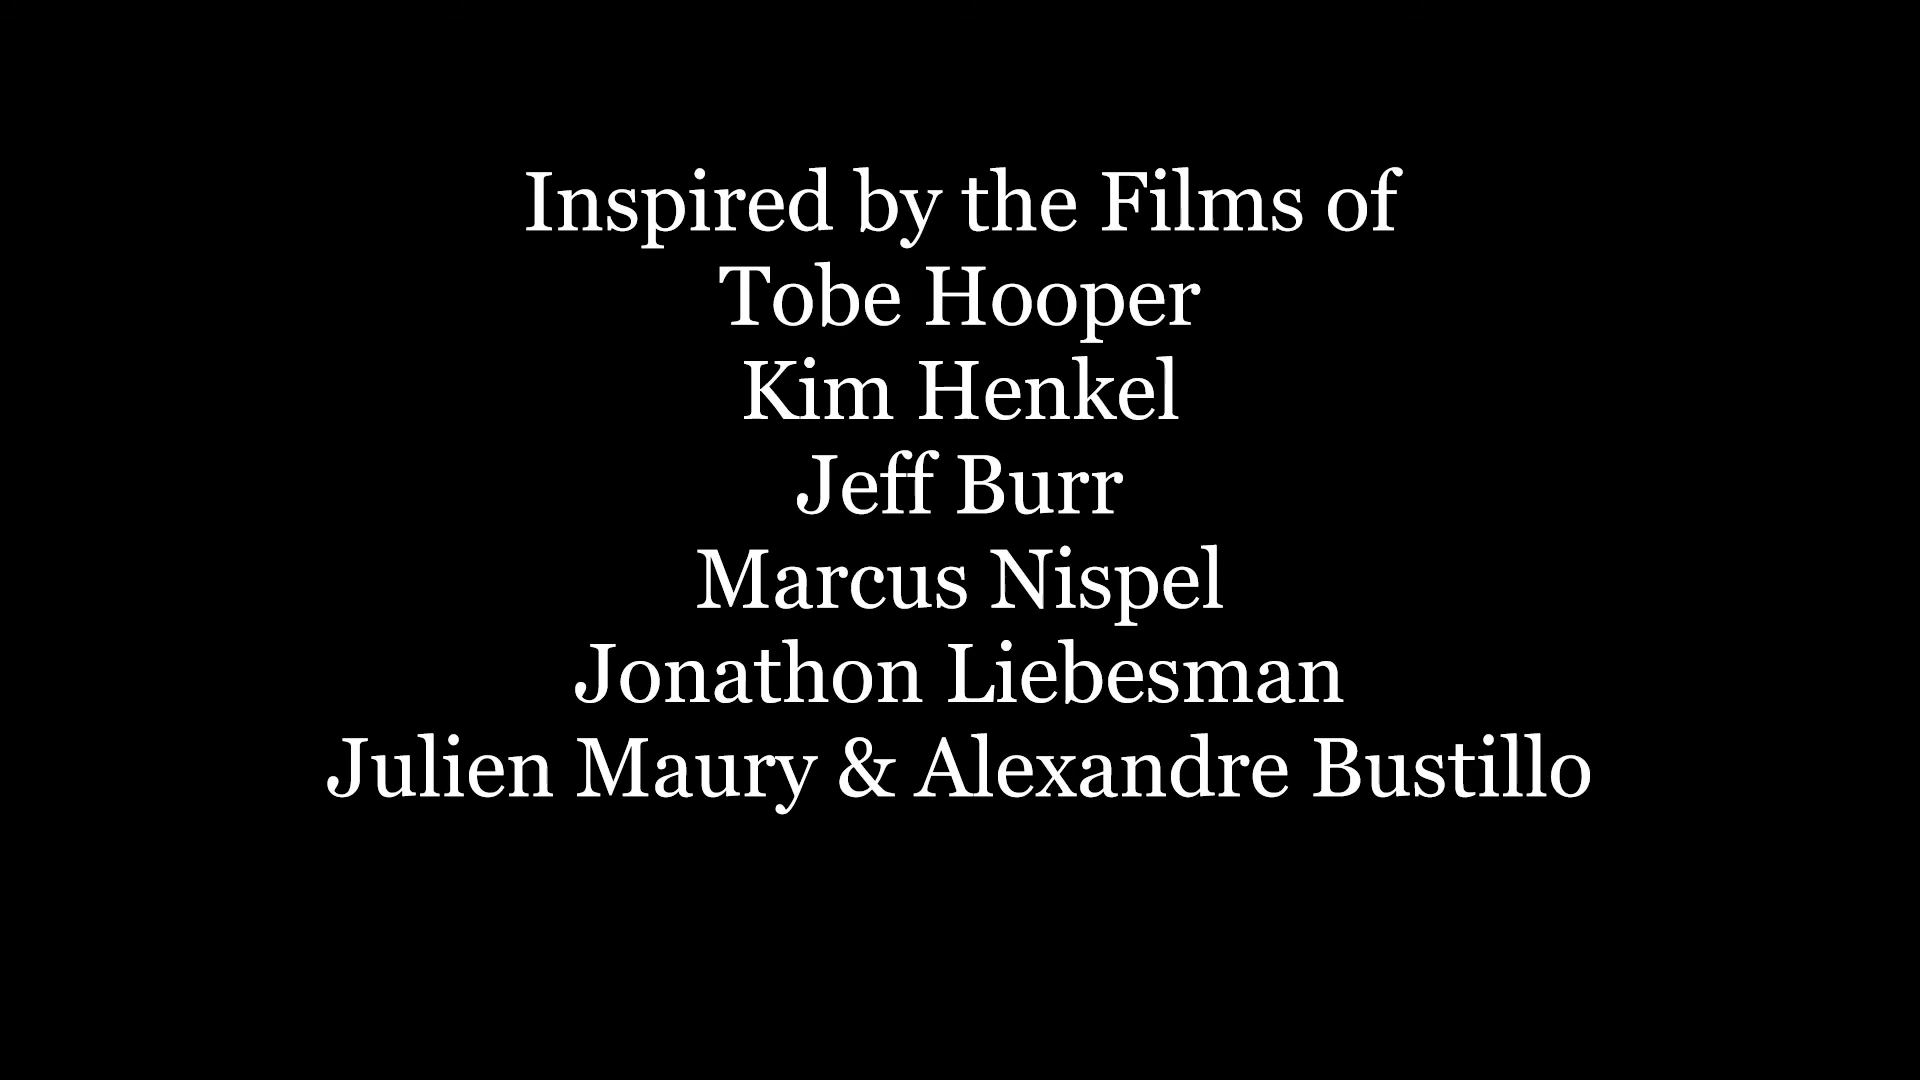 Inspired by the Films of
Tobe Hooper
Kim Henkel
Jeff Burr
Marcus Nispel
Jonathon Liebesman
Julien Maury & Alexandre Bustillo